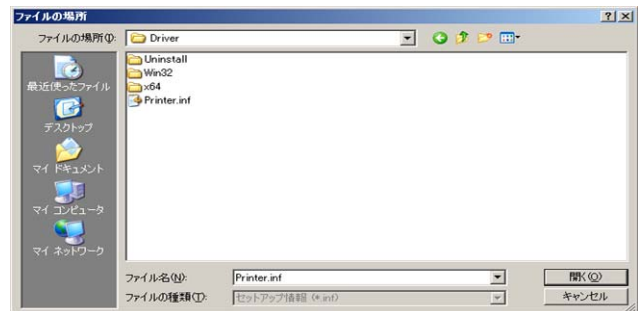 ファイルの場所
ファイルの場所(I):
Driver
Uninstall
Win32
x64
Printer.inf
最近使ったファイル
デスクトップ
マイ ドキュメント
マイ コンピュータ
マイ ネットワーク
ファイル名(N):
Printer.inf
開く(O)
ファイルの種類(T):
セットアップ情報 (*.inf)
キャンセル